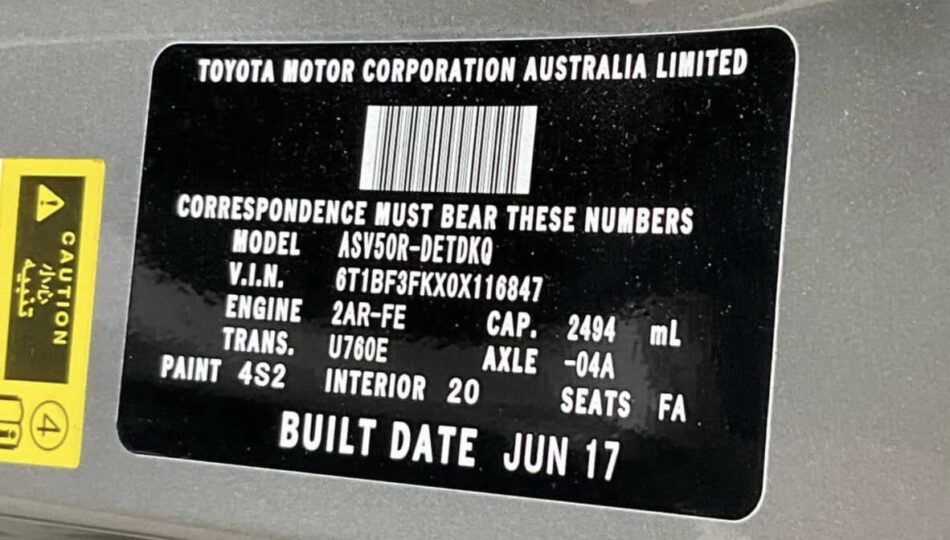 TOYOTA MOTOR CORPORATION AUSTRALIA LIMITED
CORRESPONDENCE MUST BEAR THESE NUMBERS
MODEL ASV50R-DETDKQ
V.I.N. 6T1BF3FKX0X116847
ENGINE 2AR-FE CAP. 2494 mL
TRANS. U760E AXLE -04A
PAINT 4S2 INTERIOR 20 SEATS FA
BUILT DATE JUN 17
CAUTION
تنبيه
4